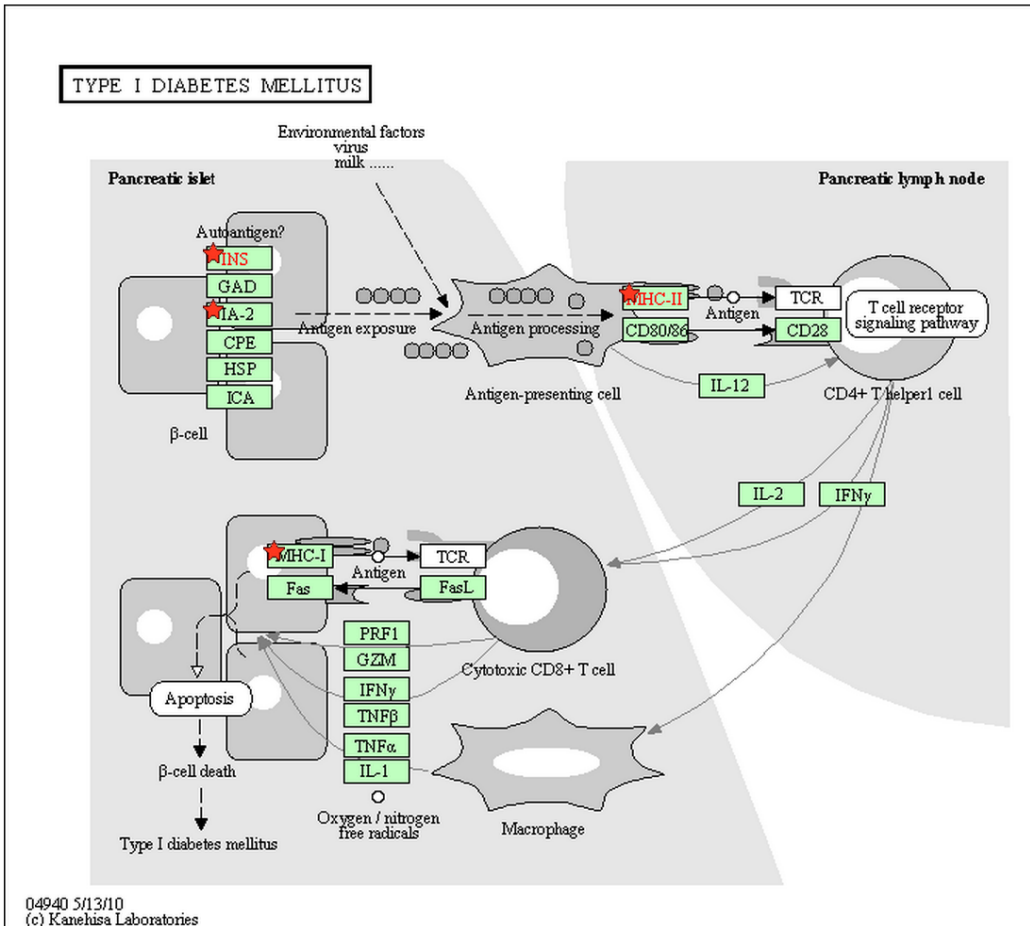 TYPE I DIABETES MELLITUS
Environmental factors
virus
milk ......
Pancreatic islet
Pancreatic lymph node
Autoantigen?
INS
GAD
IA-2
CPE
HSP
ICA
β-cell
Antigen exposure
Antigen processing
MHC-II
CD80/86
Antigen
TCR
CD28
T cell receptor
signaling pathway
IL-12
Antigen-presenting cell
CD4+ T helper1 cell
IL-2
IFNγ
MHC-I
Fas
Antigen
TCR
FasL
PRF1
GZM
IFNγ
TNFβ
TNFα
IL-1
Cytotoxic CD8+ T cell
Apoptosis
β-cell death
Type I diabetes mellitus
Oxygen / nitrogen
free radicals
Macrophage
04940 5/13/10
(c) Kanehisa Laboratories